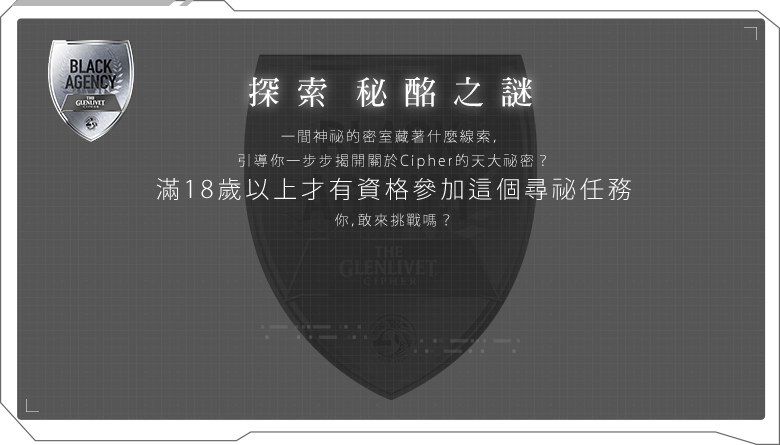 BLACK
AGENCY
THE
GLENLIVET
CIPHER
探索 秘酩之謎
一間神祕的密室藏著什麼線索,
引導你一步步揭開關於Cipher的天大祕密？
滿18歲以上才有資格參加這個尋祕任務
你,敢來挑戰嗎？
THE
GLENLIVET
CIPHER